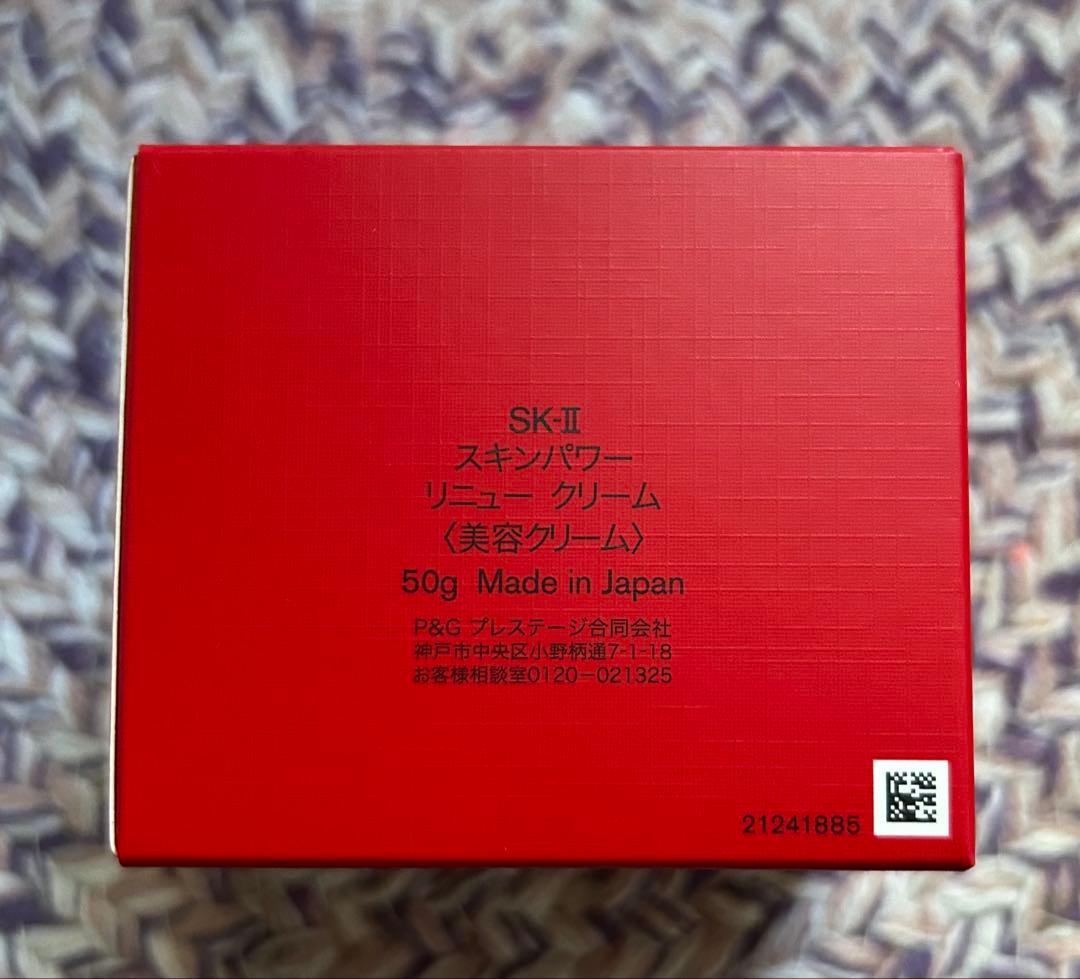 SK-Ⅱ
スキンパワー
リニュー クリーム
〈美容クリーム〉
50g Made in Japan
P&G プレステージ合同会社
神戸市中央区小野柄通7-1-18
お客様相談室0120-021325
21241885